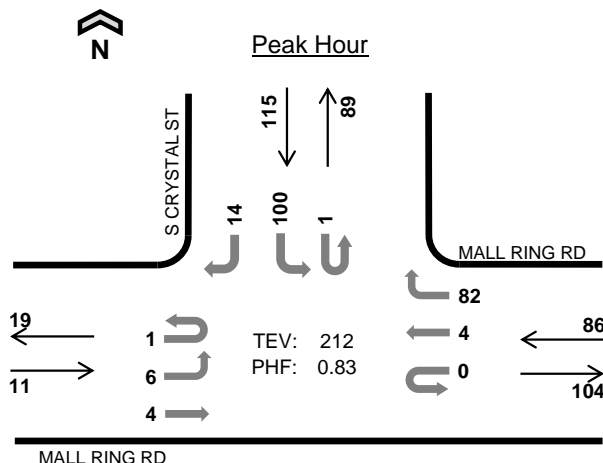 N
Peak Hour
S CRYSTAL ST
115
89
14
100
1
MALL RING RD
82
19
1
TEV: 212
4
86
11
6
PHF: 0.83
0
104
4
MALL RING RD